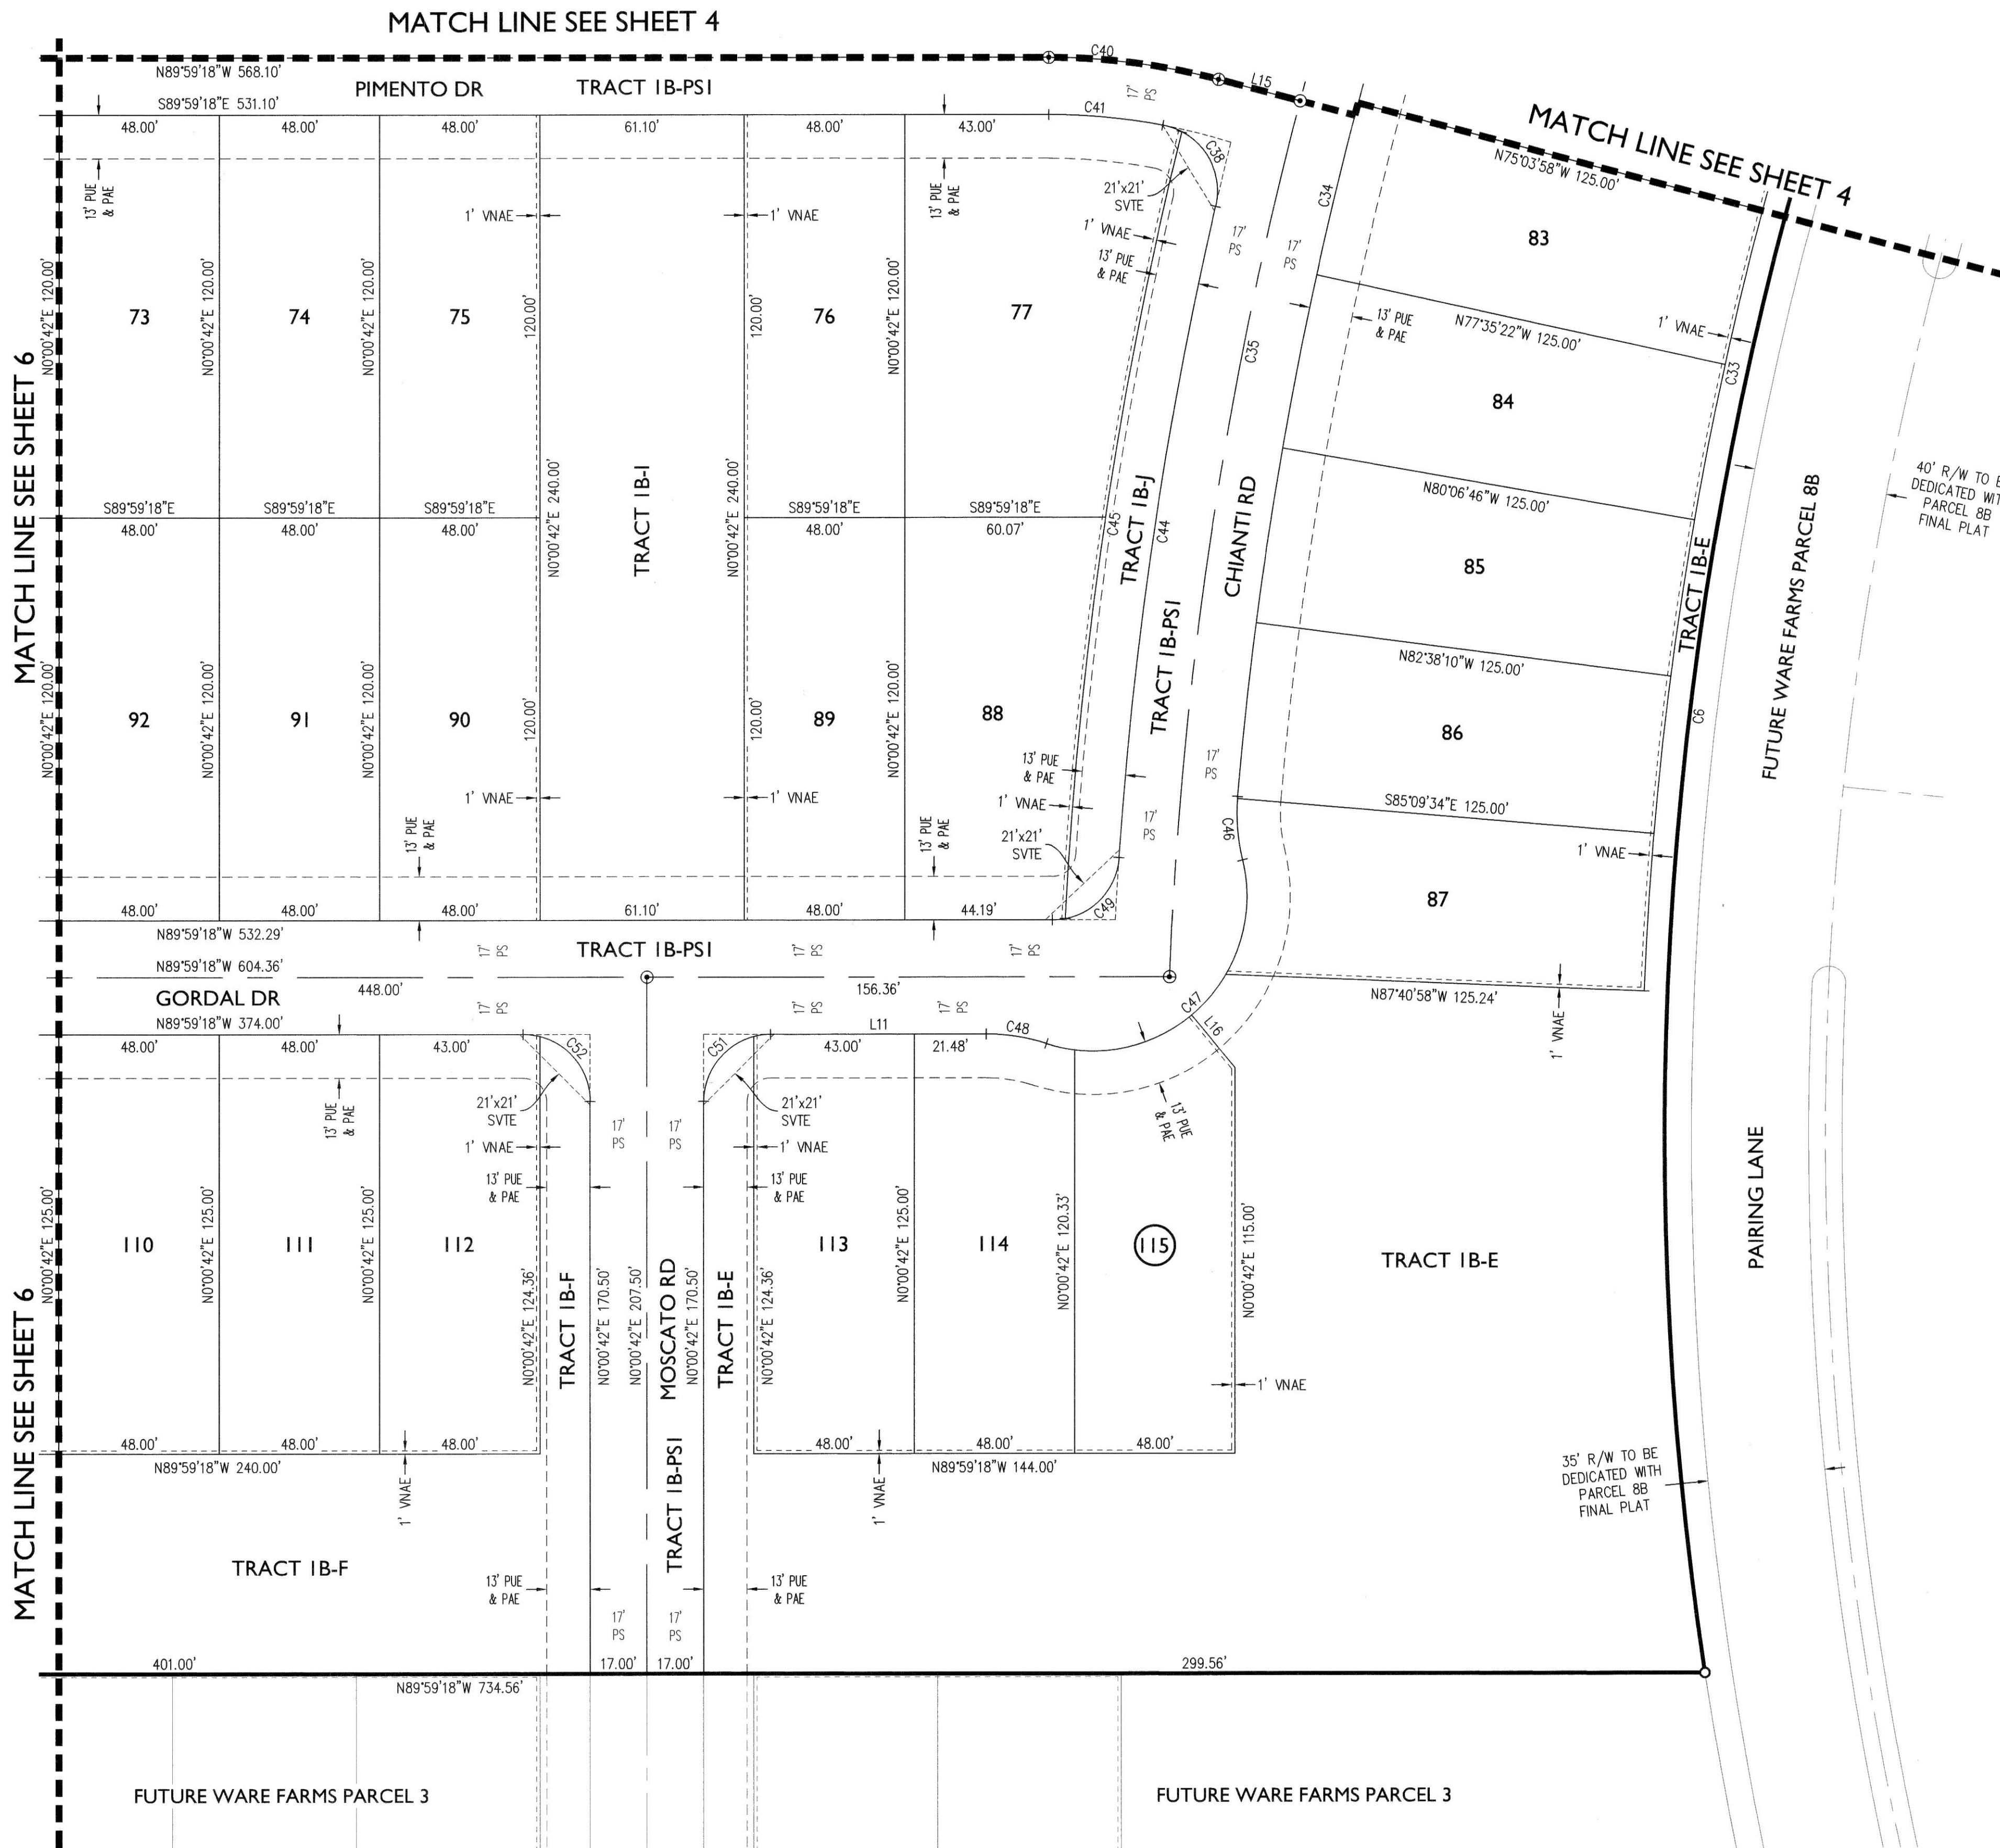 MATCH LINE SEE SHEET 4
N89°59'18"W 568.10'
PIMENTO DR
TRACT 1B-PS1
S89°59'18"E 531.10'
C40
L15
C41
17'
PS
48.00'
48.00'
48.00'
61.10'
48.00'
43.00'
MATCH LINE SEE SHEET 4
N75°03'58"W 125.00'
C38
C34
21'x21'
SVTE
13' PUE
& PAE
1' VNAE
1' VNAE
13' PUE
& PAE
1' VNAE
13' PUE
& PAE
17'
PS
17'
PS
83
N0°00'42"E 120.00'
73
N0°00'42"E 120.00'
74
N0°00'42"E 120.00'
75
120.00'
120.00'
76
N0°00'42"E 120.00'
77
13' PUE
& PAE
N77°35'22"W 125.00'
1' VNAE
C35
C33
84
MATCH LINE SEE SHEET 6
S89°59'18"E
48.00'
S89°59'18"E
48.00'
S89°59'18"E
48.00'
N0°00'42"E 240.00'
TRACT 1B-I
N0°00'42"E 240.00'
S89°59'18"E
48.00'
S89°59'18"E
60.07'
C45
TRACT 1B-J
C44
CHIANTI RD
N80°06'46"W 125.00'
85
TRACT 1B-E
FUTURE WARE FARMS PARCEL 8B
40' R/W TO
DEDICATED
PARCEL 8B
FINAL PLAT
TRACT 1B-PS1
N82°38'10"W 125.00'
N0°00'42"E 120.00'
92
N0°00'42"E 120.00'
91
N0°00'42"E 120.00'
90
120.00'
120.00'
89
N0°00'42"E 120.00'
88
86
C6
13' PUE
& PAE
17'
PS
1' VNAE
1' VNAE
1' VNAE
S85°09'34"E 125.00'
13' PUE
& PAE
13' PUE
& PAE
21'x21'
SVTE
17'
PS
C46
1' VNAE
87
48.00'
48.00'
48.00'
61.10'
48.00'
44.19'
C49
N89°59'18"W 532.29'
17'
PS
TRACT 1B-PS1
17'
PS
17'
PS
N89°59'18"W 604.36'
448.00'
156.36'
GORDAL DR
17'
PS
17'
PS
17'
PS
N87°40'58"W 125.24'
1' VNAE
N89°59'18"W 374.00'
L11
C48
C47
L16
48.00'
48.00'
43.00'
C52
C51
43.00'
21.48'
13' PUE
& PAE
21'x21'
SVTE
21'x21'
SVTE
13' PUE
& PAE
1' VNAE
17'
PS
17'
PS
1' VNAE
13' PUE
& PAE
13' PUE
& PAE
N0°00'42"E 125.00'
110
N0°00'42"E 125.00'
111
N0°00'42"E 125.00'
112
N0°00'42"E 124.36'
TRACT 1B-F
N0°00'42"E 170.50'
N0°00'42"E 207.50'
MOSCATO RD
N0°00'42"E 170.50'
TRACT 1B-E
N0°00'42"E 124.36'
113
N0°00'42"E 125.00'
114
N0°00'42"E 120.33'
115
N0°00'42"E 115.00'
TRACT 1B-E
PAIRING LANE
1' VNAE
MATCH LINE SEE SHEET 6
48.00'
48.00'
48.00'
48.00'
48.00'
48.00'
N89°59'18"W 240.00'
N89°59'18"W 144.00'
1' VNAE
1' VNAE
TRACT 1B-PS1
35' R/W TO BE
DEDICATED WITH
PARCEL 8B
FINAL PLAT
TRACT 1B-F
13' PUE
& PAE
13' PUE
& PAE
17'
PS
17'
PS
401.00'
17.00'
17.00'
299.56'
N89°59'18"W 734.56'
FUTURE WARE FARMS PARCEL 3
FUTURE WARE FARMS PARCEL 3